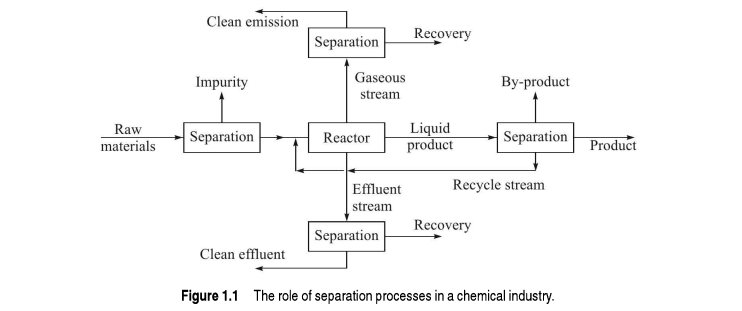 Clean emission
Separation
Recovery
Impurity
Gaseous
stream
By-product
Raw
materials
Separation
Reactor
Liquid
product
Separation
Product
Recycle stream
Effluent
stream
Separation
Recovery
Clean effluent
Figure 1.1 The role of separation processes in a chemical industry.